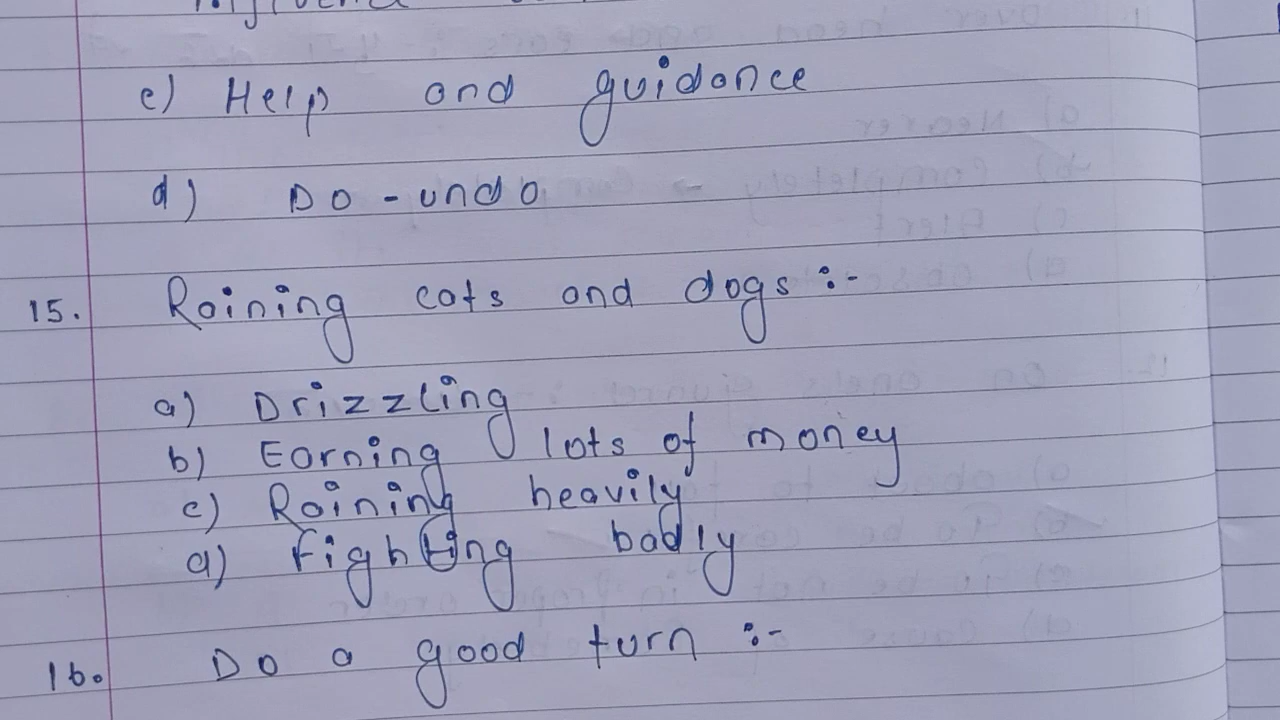 c) Help and guidance
d) Do - undo
15. Raining cats and dogs :-
a) Drizzling
b) Earning lots of money
c) Raining heavily
d) Fighting badly
16. Do a good turn :-